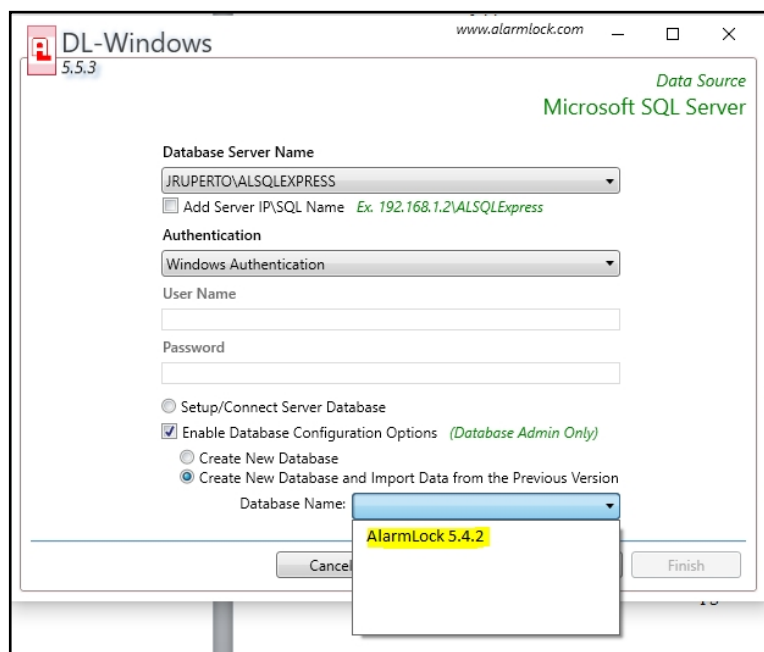 DL-Windows
5.5.3
www.alarmlock.com
Data Source
Microsoft SQL Server
Database Server Name
JRUPERTO\ALSQLEXPRESS
Add Server IP\SQL Name Ex. 192.168.1.2\ALSQLExpress
Authentication
Windows Authentication
User Name
Password
Setup/Connect Server Database
Enable Database Configuration Options (Database Admin Only)
Create New Database
Create New Database and Import Data from the Previous Version
Database Name:
AlarmLock 5.4.2
Cancel
Finish